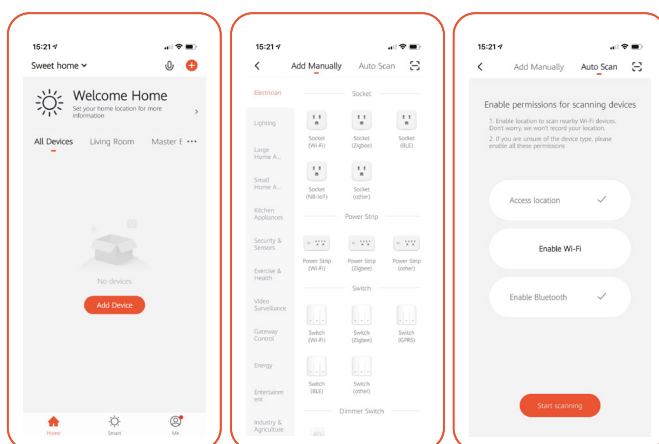 15:21
Sweet home
Welcome Home
Set your home location for more
information
All Devices Living Room Master E
No devices
Add Device
Home Smart Me
15:21
Add Manually Auto Scan
Electrician
Lighting
Large
Home A...
Small
Home A...
Kitchen
Appliances
Security &
Sensors
Exercise &
Health
Video
Surveillance
Gateway
Control
Energy
Entertainm
ent
Industry &
Agriculture
Socket
Socket Socket Socket
(Wi-Fi) (Zigbee) (BLE)
Socket Socket
(NB-IoT) (other)
Power Strip
Power Strip Power Strip Power Strip
(Wi-Fi) (Zigbee) (other)
Switch
Switch Switch Switch
(Wi-Fi) (Zigbee) (GPRS)
Switch Switch
(BLE) (other)
Dimmer Switch
15:21
Add Manually Auto Scan
Enable permissions for scanning devices
1. Enable location to scan nearby Wi-Fi devices.
Don't worry, we won't record your location.
2. If you are unsure of the device type, please
enable all these permissions
Access location
Enable Wi-Fi
Enable Bluetooth
Start scanning